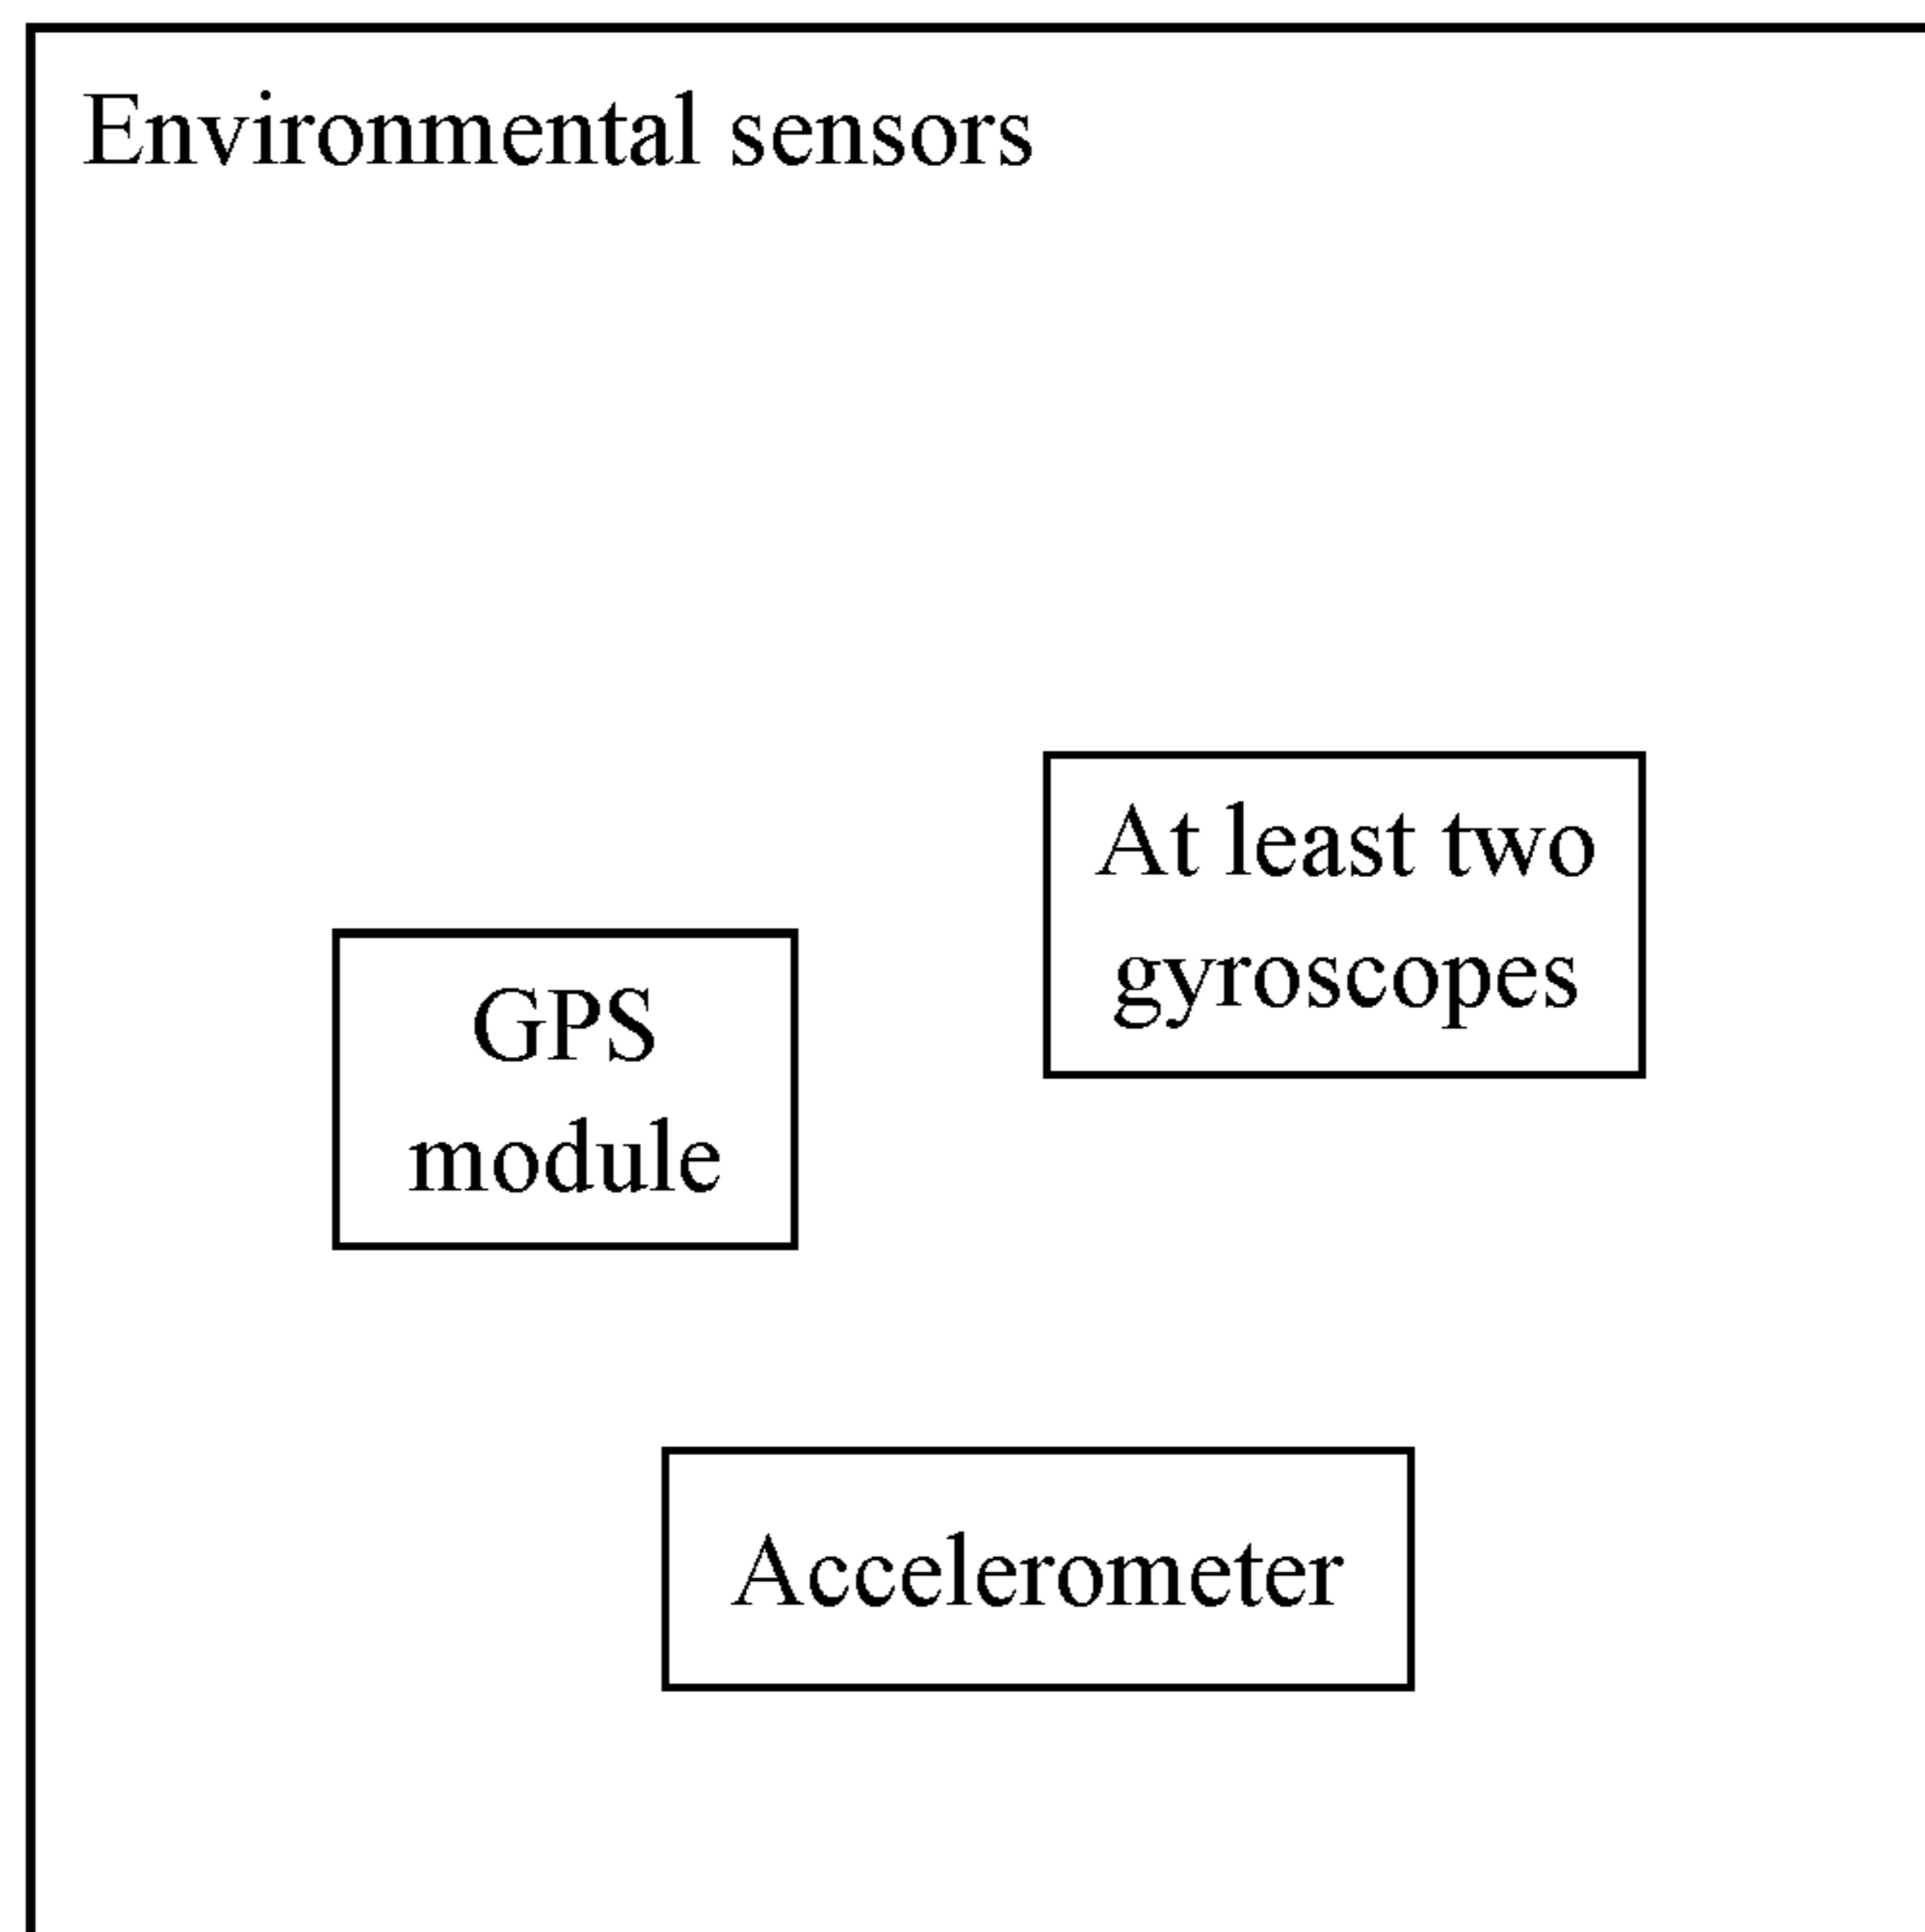 Environmental sensors
At least two
gyroscopes
GPS
module
Accelerometer